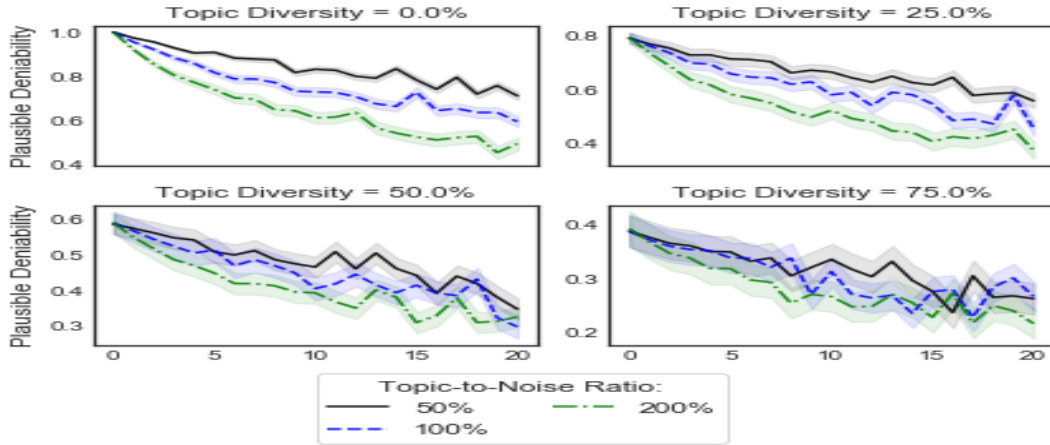 Topic Diversity = 0.0%
Topic Diversity = 25.0%
Plausible Deniability
1.0
0.8
0.6
0.4
0.8
0.6
0.4
Topic Diversity = 50.0%
Topic Diversity = 75.0%
Plausible Deniability
0.6
0.5
0.4
0.3
0.4
0.3
0.2
0 5 10 15 20
0 5 10 15 20
Topic-to-Noise Ratio:
50% 200%
100%